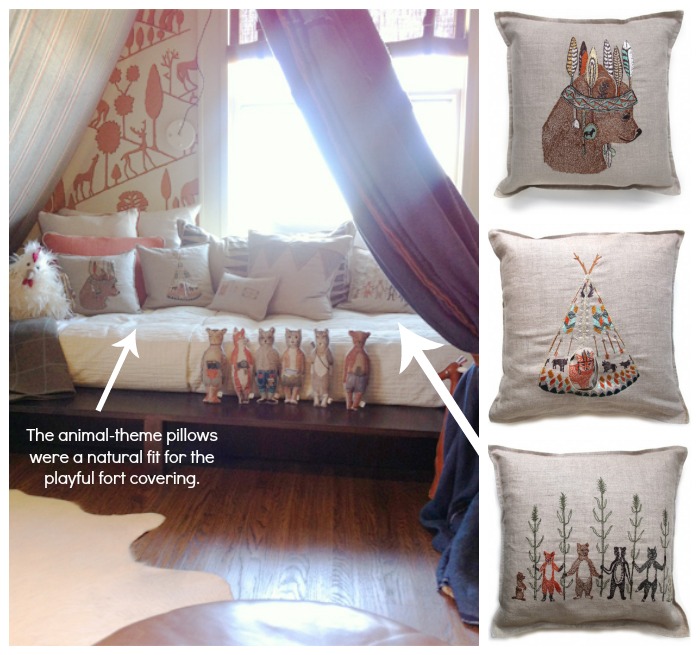 The animal-theme pillows
were a natural fit for the
playful fort covering.